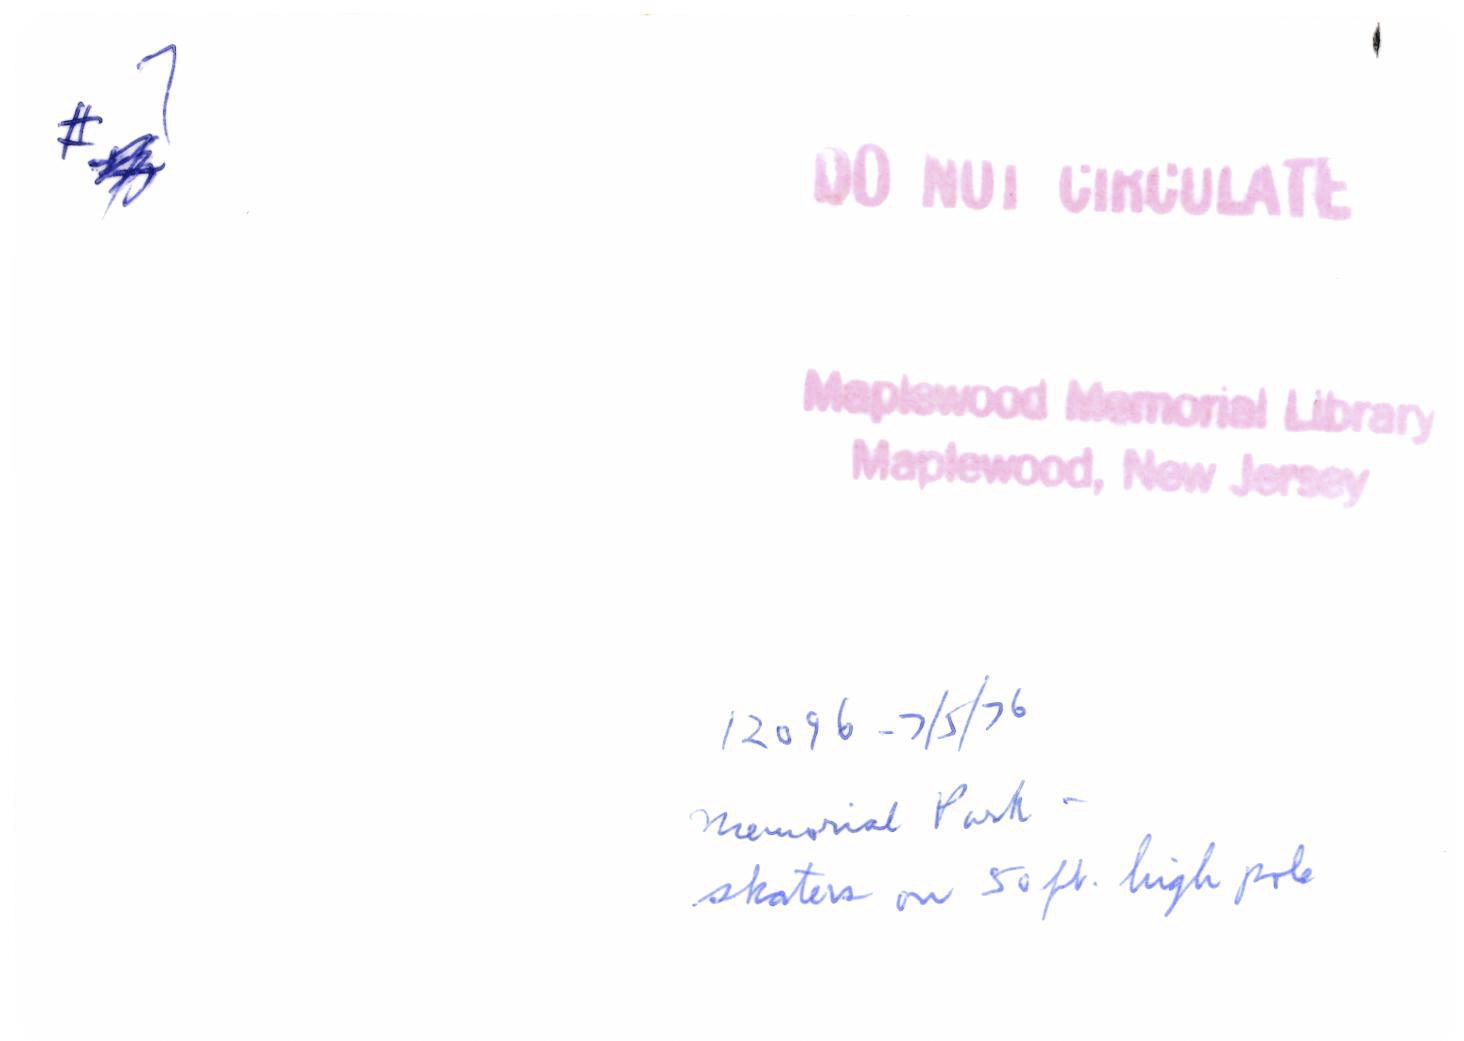 #7
DO NOT CIRCULATE
Maplewood Memorial Library
Maplewood, New Jersey
12096 - 7/5/76
Memorial Park -
skaters on 50 ft. high pole